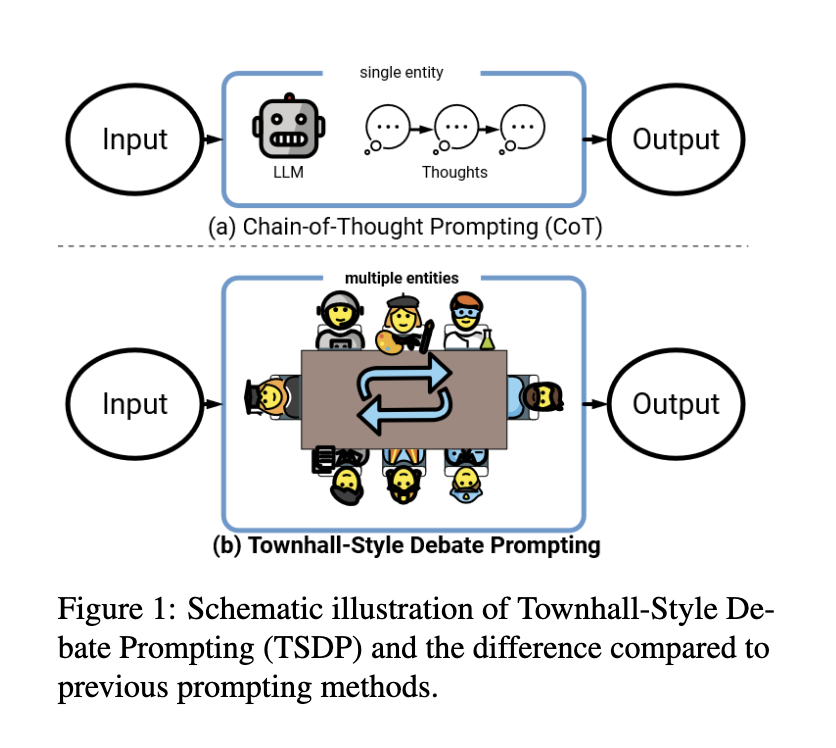 single entity
Input
LLM
Thoughts
Output
(a) Chain-of-Thought Prompting (CoT)
multiple entities
Input
Output
(b) Townhall-Style Debate Prompting
Figure 1: Schematic illustration of Townhall-Style De-
bate Prompting (TSDP) and the difference compared to
previous prompting methods.